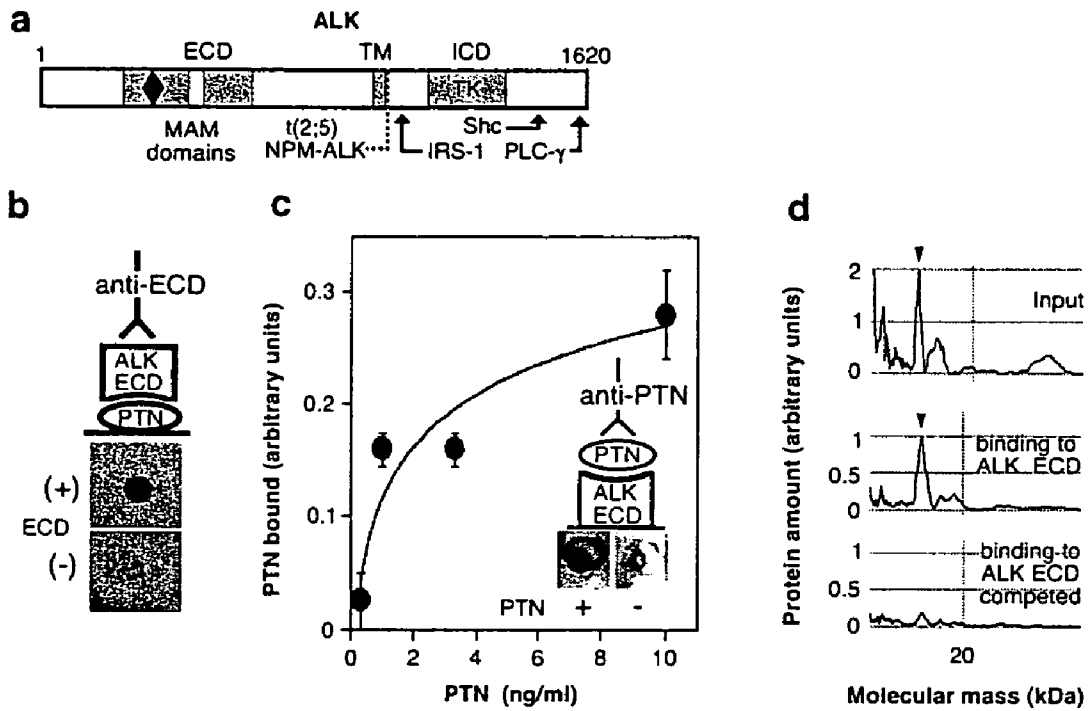 a
ALK
1 ECD TM ICD 1620
TK
MAM domains
t(2;5)
NPM-ALK
IRS-1
Shc
PLC-γ
b
anti-ECD
ALK
ECD
PTN
(+)
ECD
(-)
c
PTN bound (arbitrary units)
0.3
0.2
0.1
0
0 2 4 6 8 10
PTN (ng/ml)
anti-PTN
PTN
ALK
ECD
PTN + -
d
Protein amount (arbitrary units)
2
1
0
Input
1
0.5
0
binding to
ALK ECD
1
0.5
0
binding to
ALK ECD
competed
20
Molecular mass (kDa)